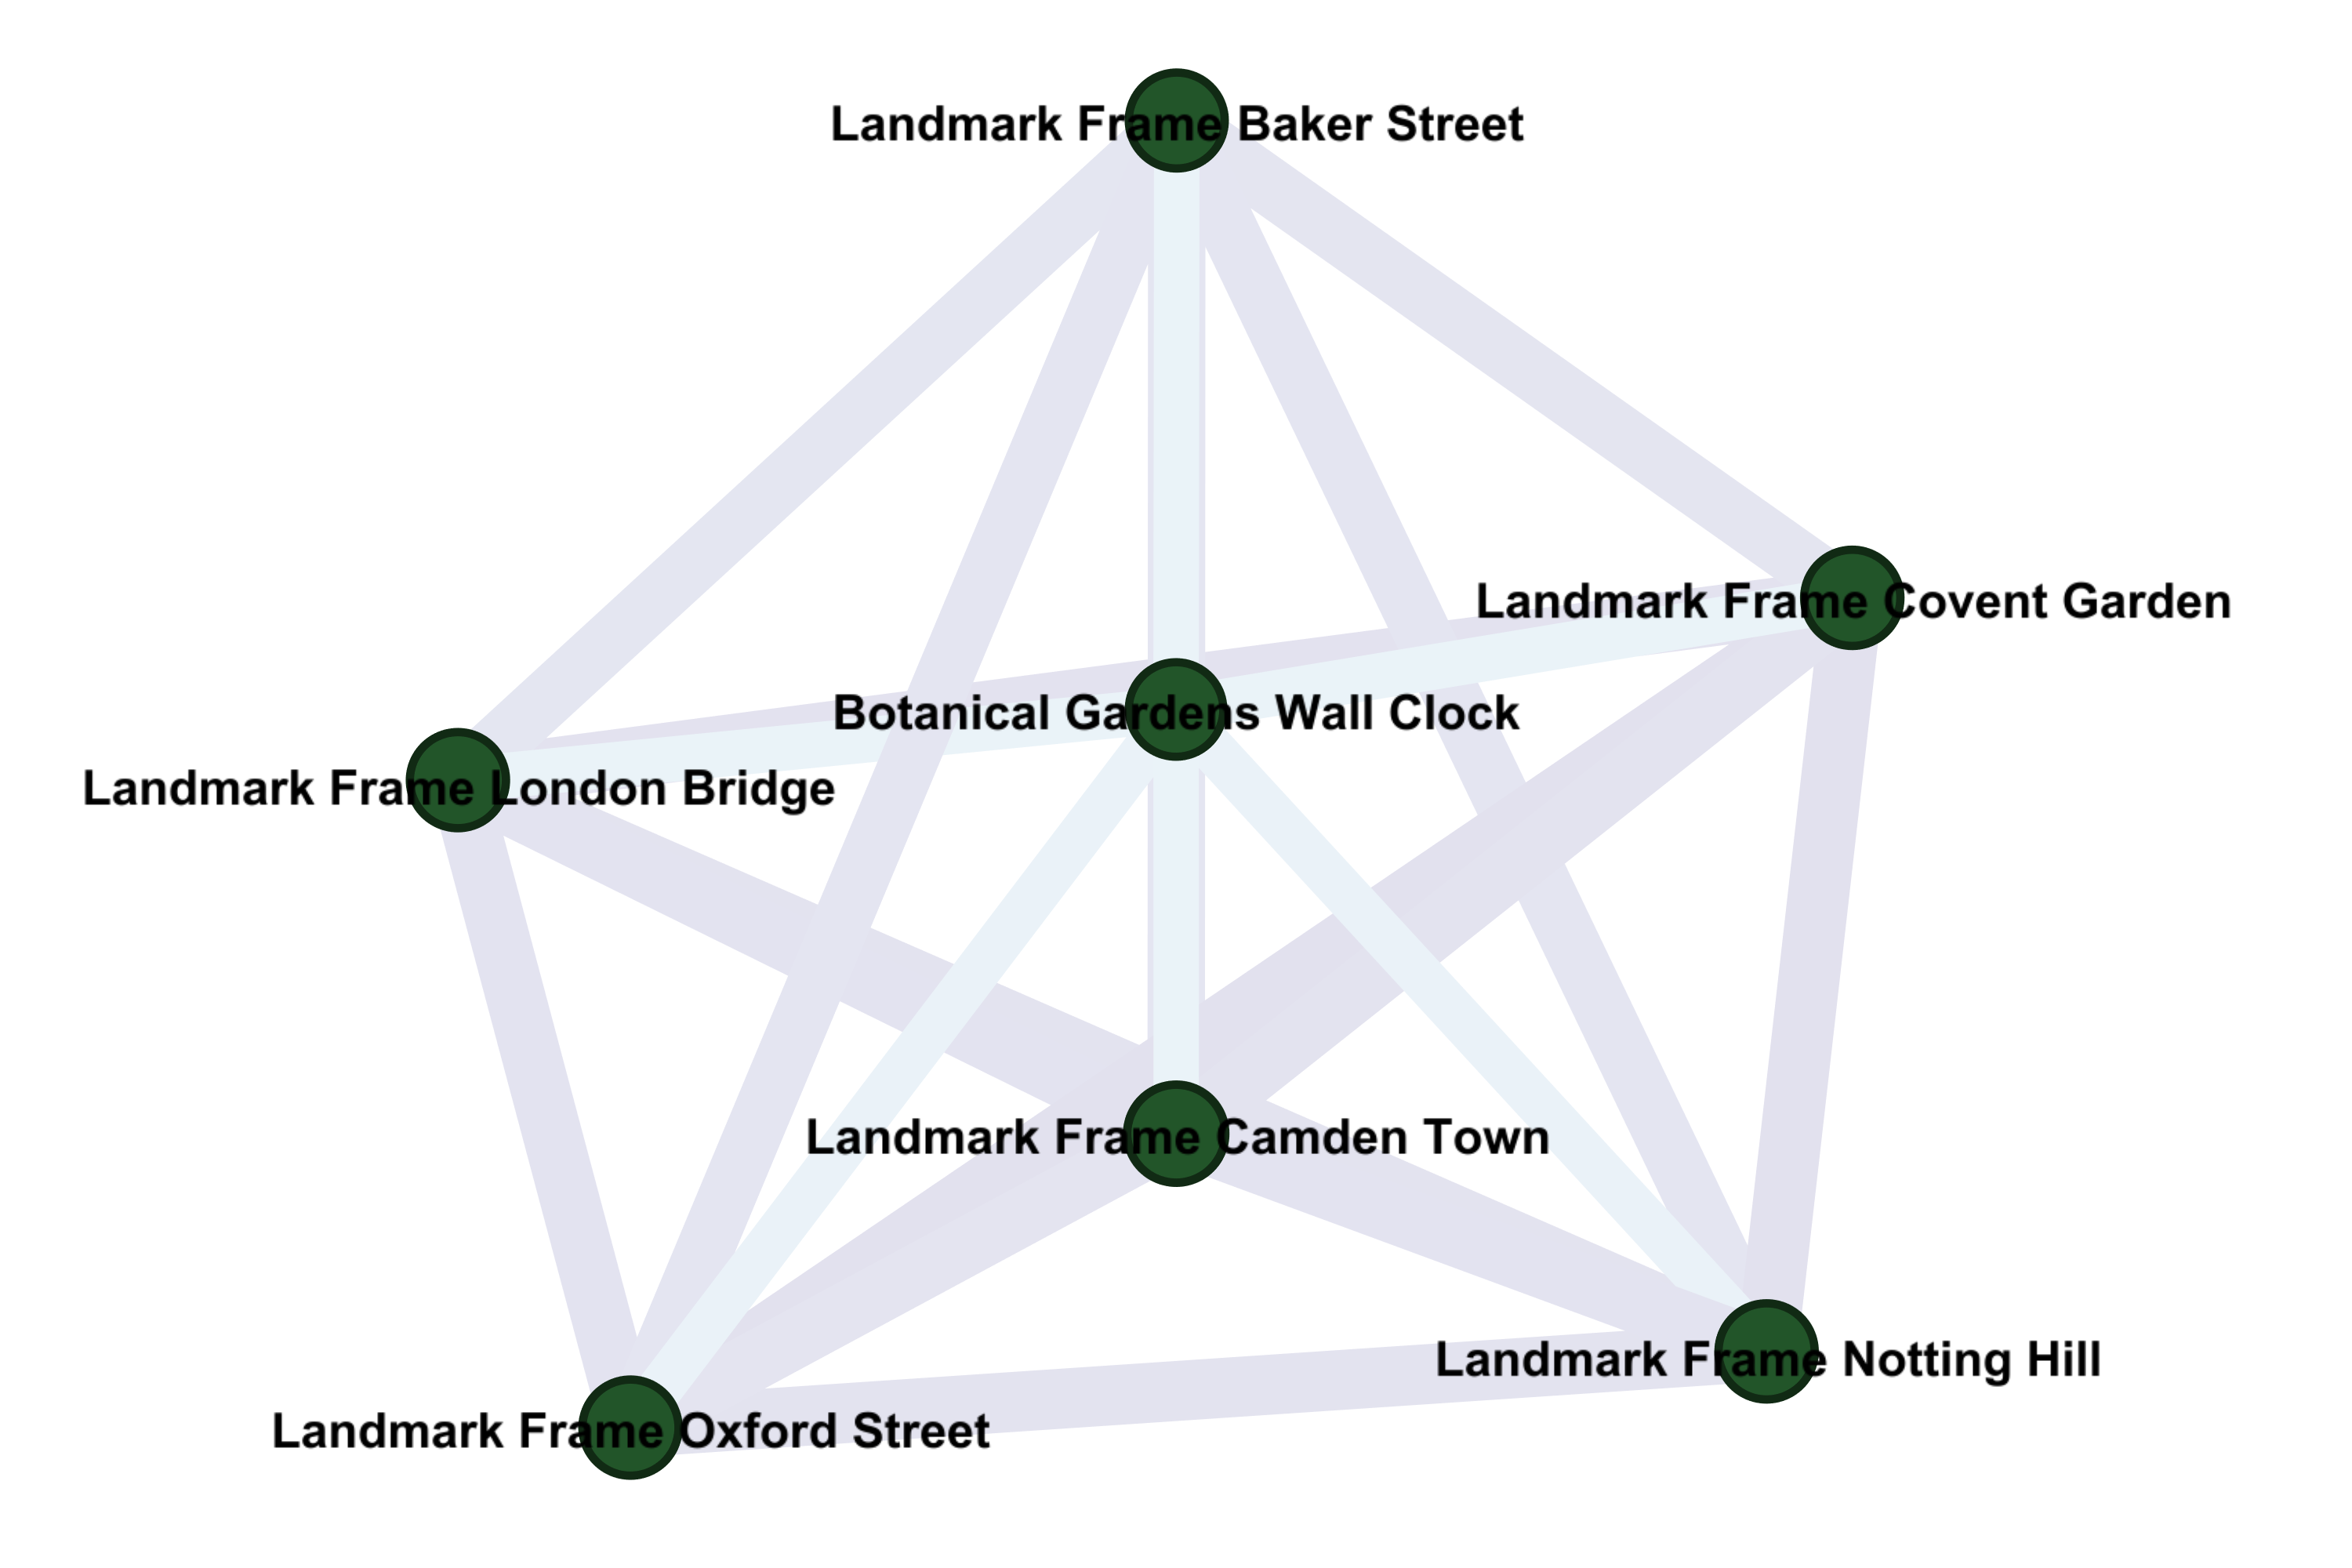 Landmark Frame Baker Street
Landmark Frame Covent Garden
Botanical Gardens Wall Clock
Landmark Frame London Bridge
Landmark Frame Camden Town
Landmark Frame Notting Hill
Landmark Frame Oxford Street